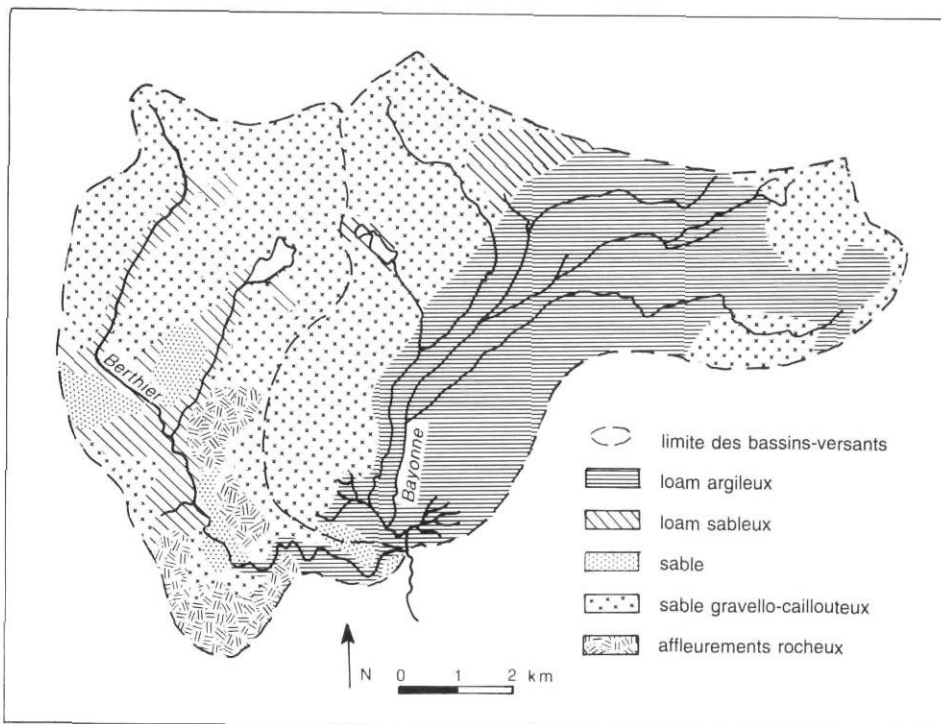 Berthier
Bayonne
limite des bassins-versants
loam argileux
loam sableux
sable
sable gravello-caillouteux
affleurements rocheux
N 0 1 2 km